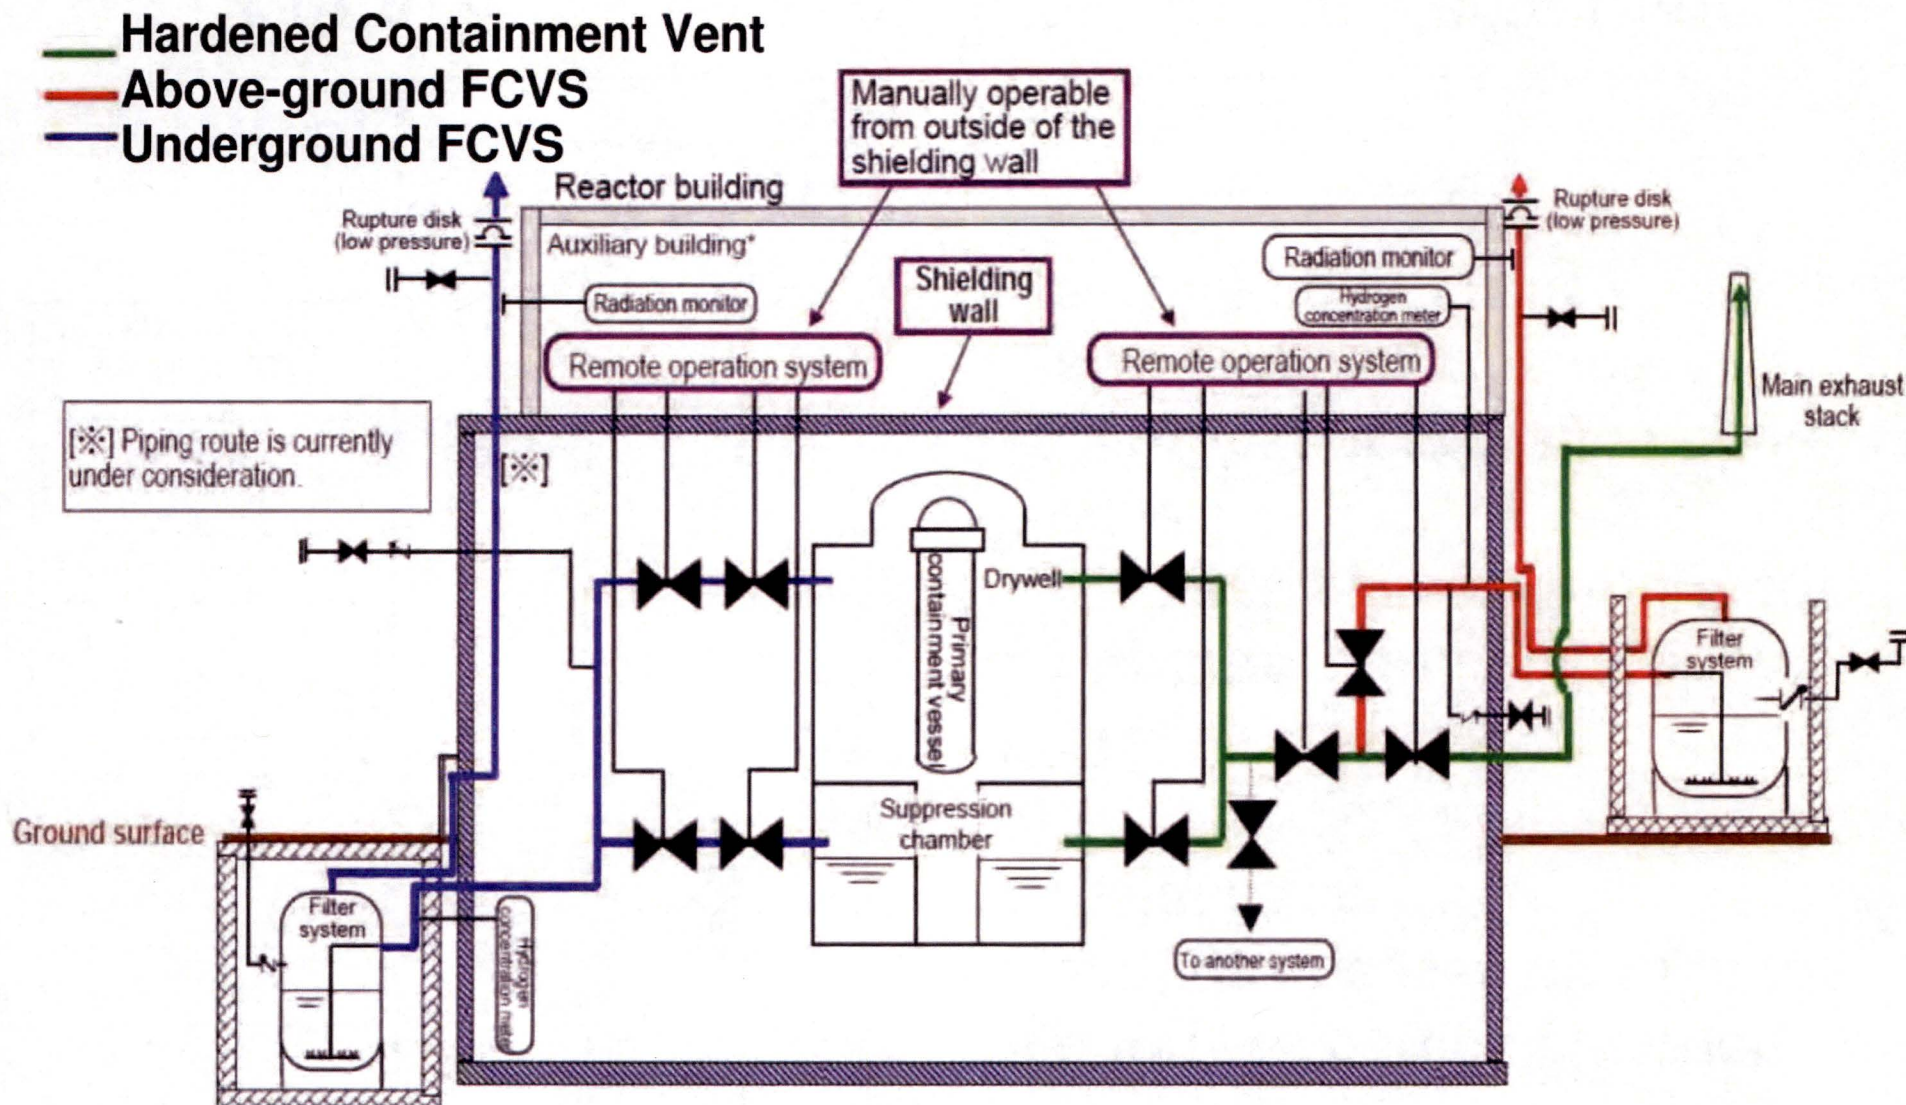 Hardened Containment Vent
Above-ground FCVS
Underground FCVS
Manually operable
from outside of the
shielding wall
Reactor building
Rupture disk
(low pressure)
Auxiliary building*
Radiation monitor
Shielding
wall
Radiation monitor
Hydrogen
concentration meter
Rupture disk
(low pressure)
Remote operation system
Remote operation system
Main exhaust
stack
[※] Piping route is currently
under consideration.
[※]
Drywell
Primary
containment vessel
Filter
system
Suppression
chamber
Ground surface
Filter
system
Hydrogen
concentration meter
To another system